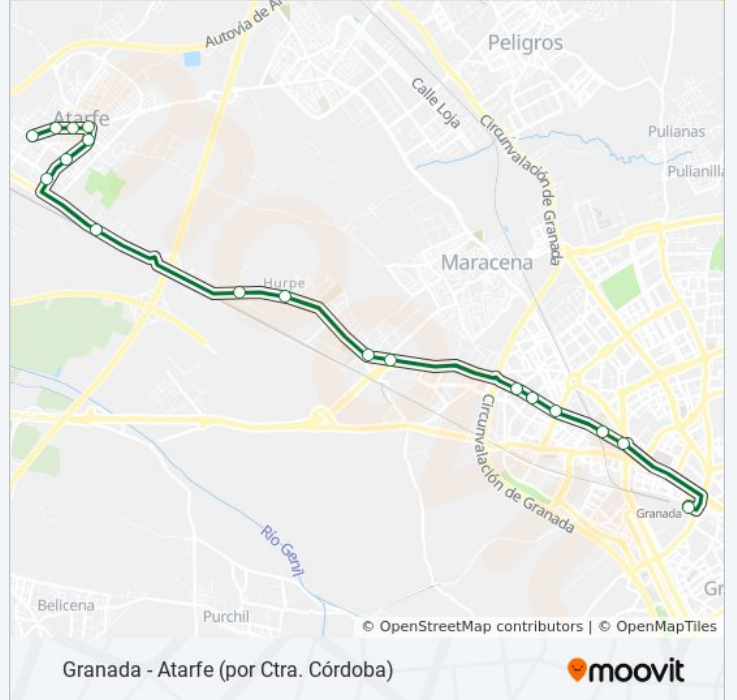 Autovía de A
Peligros
Calle Loja
Atarfe
Circunvalación de Granada
Pulianas
Pulianilla
Maracena
Hurpe
Circunvalación de Granada
Granada
Río Genil
Gr
Belicena
Purchil
© OpenStreetMap contributors | © OpenMapTiles
Granada - Atarfe (por Ctra. Córdoba)
moovit